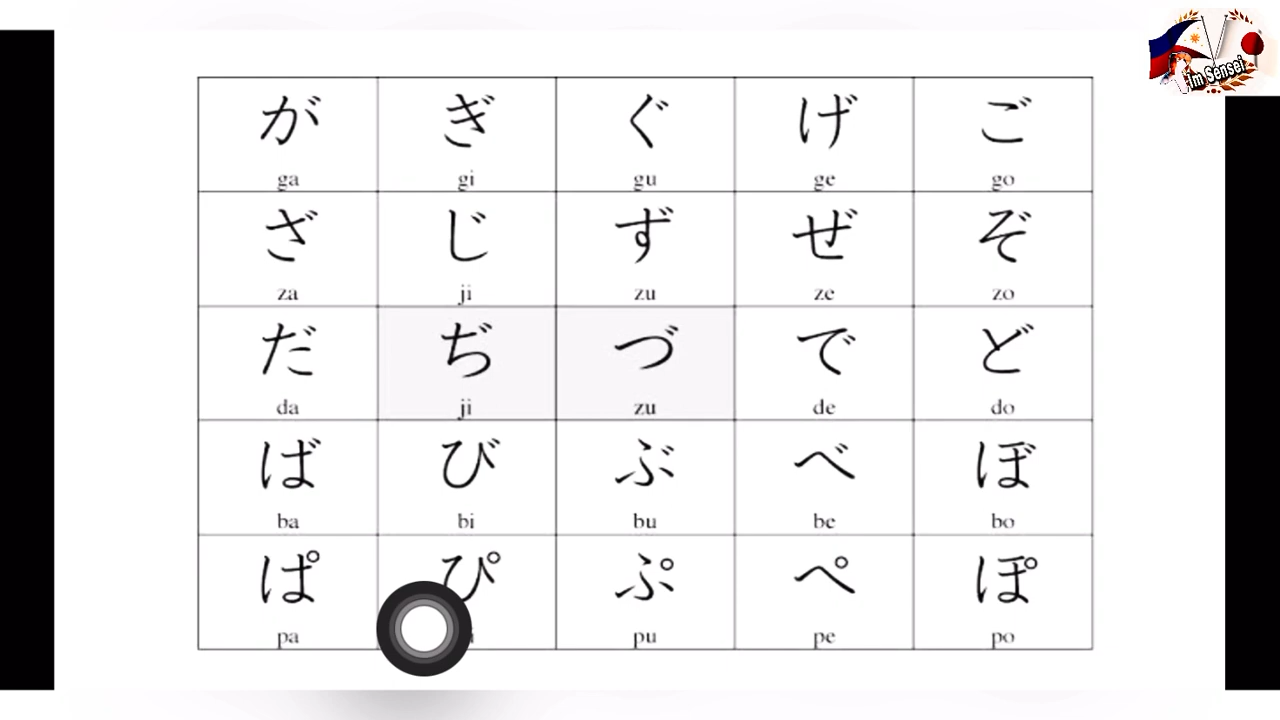 im Sensei
が ぎ ぐ げ ご
ga gi gu ge go
ざ じ ず ぜ ぞ
za ji zu ze zo
だ ぢ づ で ど
da ji zu de do
ば び ぶ べ ぼ
ba bi bu be bo
ぱ ぴ ぷ ぺ ぽ
pa pu pe po